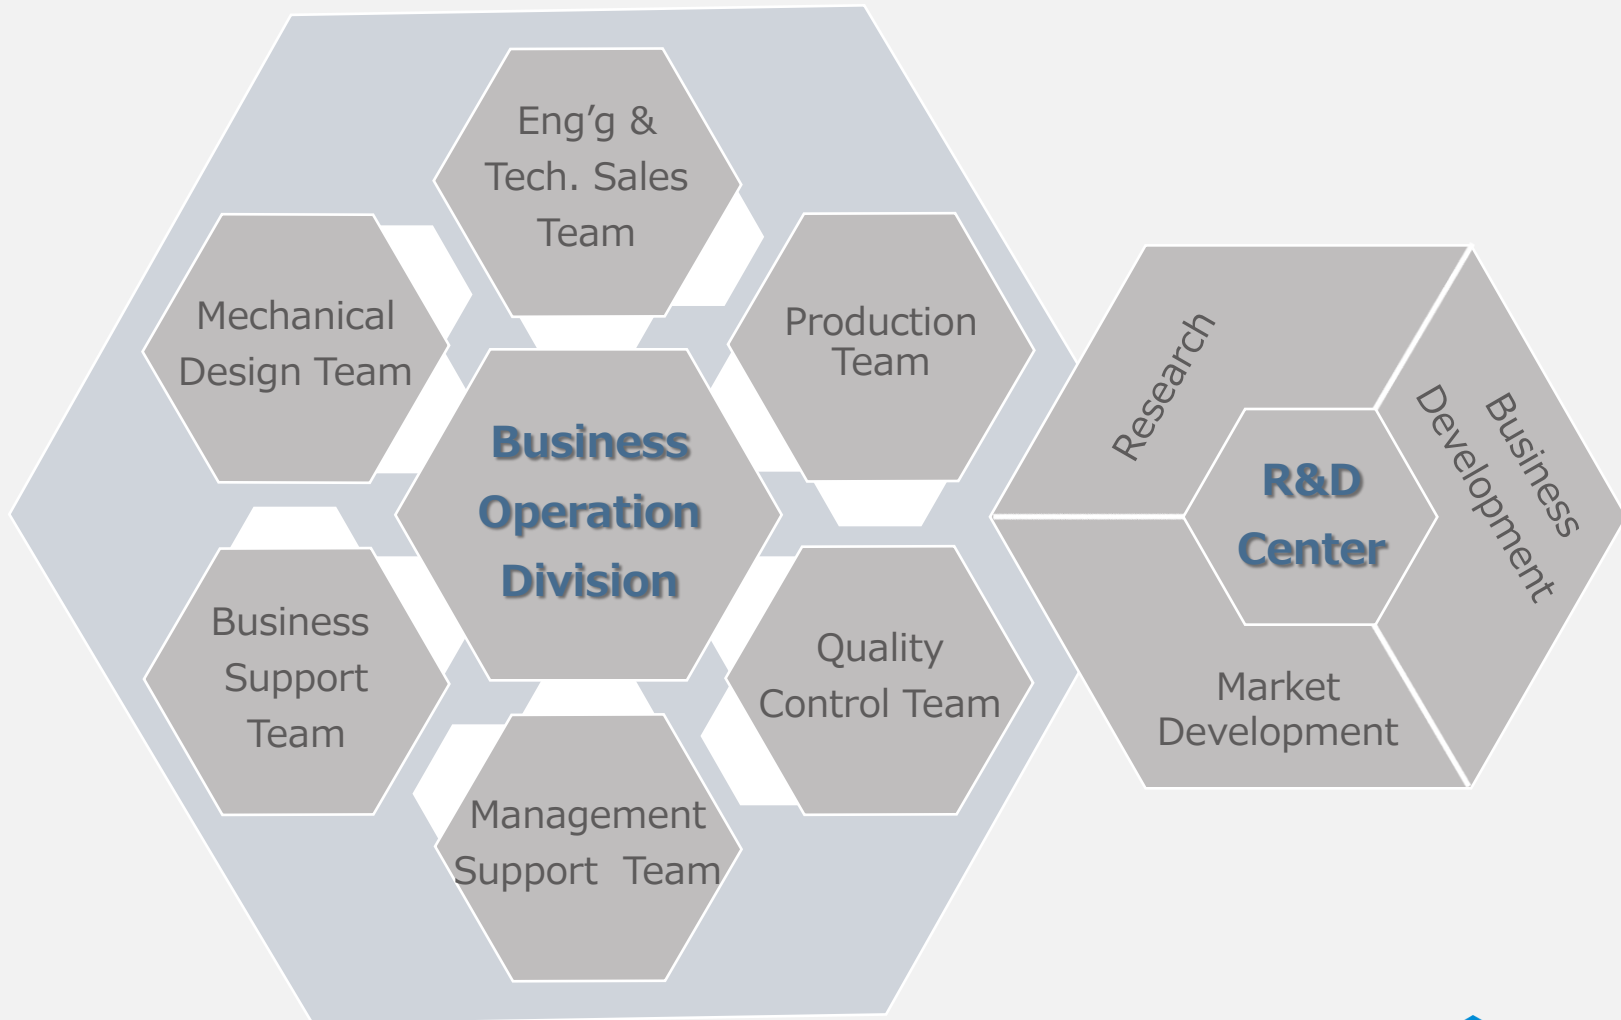 Eng’g &
Tech. Sales
Team
Mechanical
Design Team
Production
Team
Business
Operation
Division
Business
Support
Team
Quality
Control Team
Management
Support  Team
Research
Business
Development
R&D
Center
Market
Development